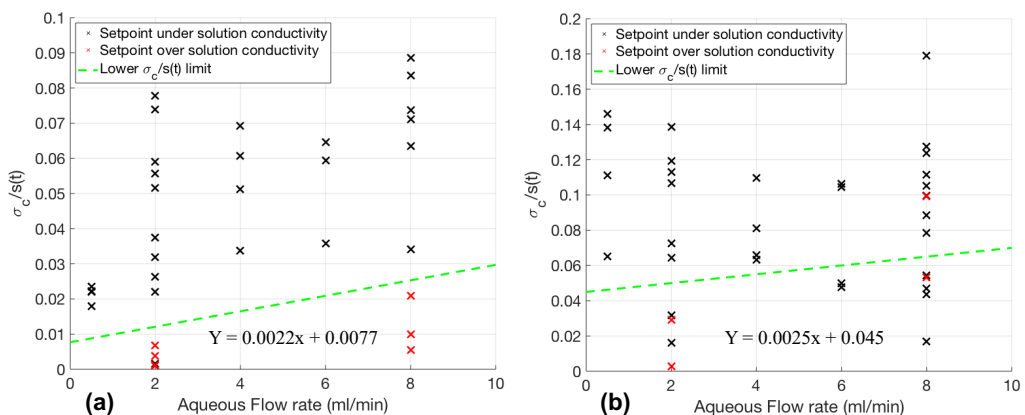 0.1
0.09
0.08
0.07
0.06
0.05
0.04
0.03
0.02
0.01
0
σc/s(t)
Setpoint under solution conductivity
Setpoint over solution conductivity
Lower σc/s(t) limit
Y = 0.0022x + 0.0077
0 2 4 6 8 10
(a) Aqueous Flow rate (ml/min)
0.2
0.18
0.16
0.14
0.12
0.1
0.08
0.06
0.04
0.02
0
σc/s(t)
Setpoint under solution conductivity
Setpoint over solution conductivity
Lower σc/s(t) limit
Y = 0.0025x + 0.045
0 2 4 6 8 10
(b) Aqueous Flow rate (ml/min)